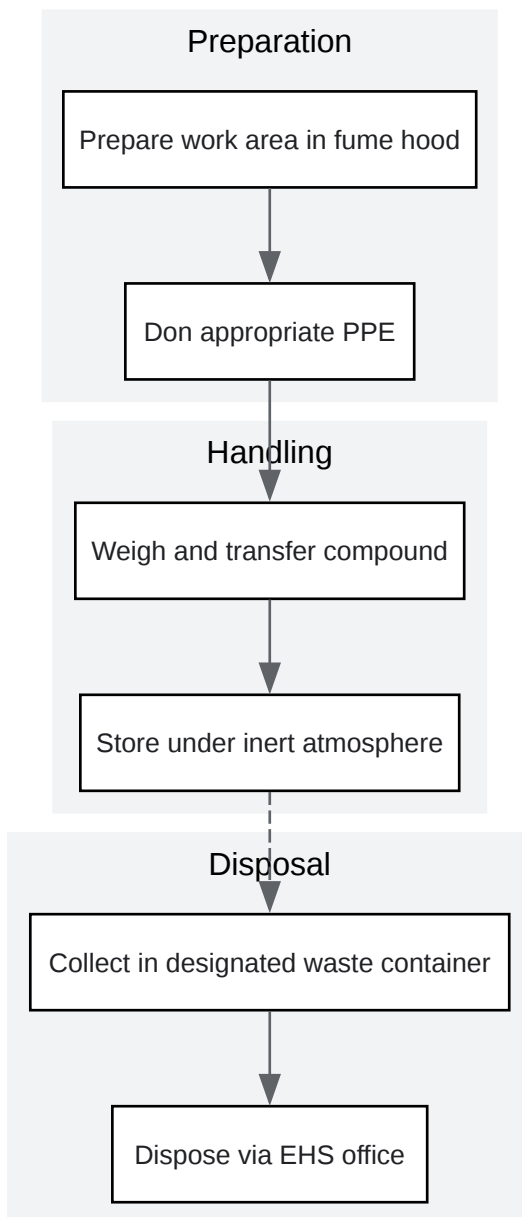 Preparation
Prepare work area in fume hood
Don appropriate PPE
Handling
Weigh and transfer compound
Store under inert atmosphere
Disposal
Collect in designated waste container
Dispose via EHS office